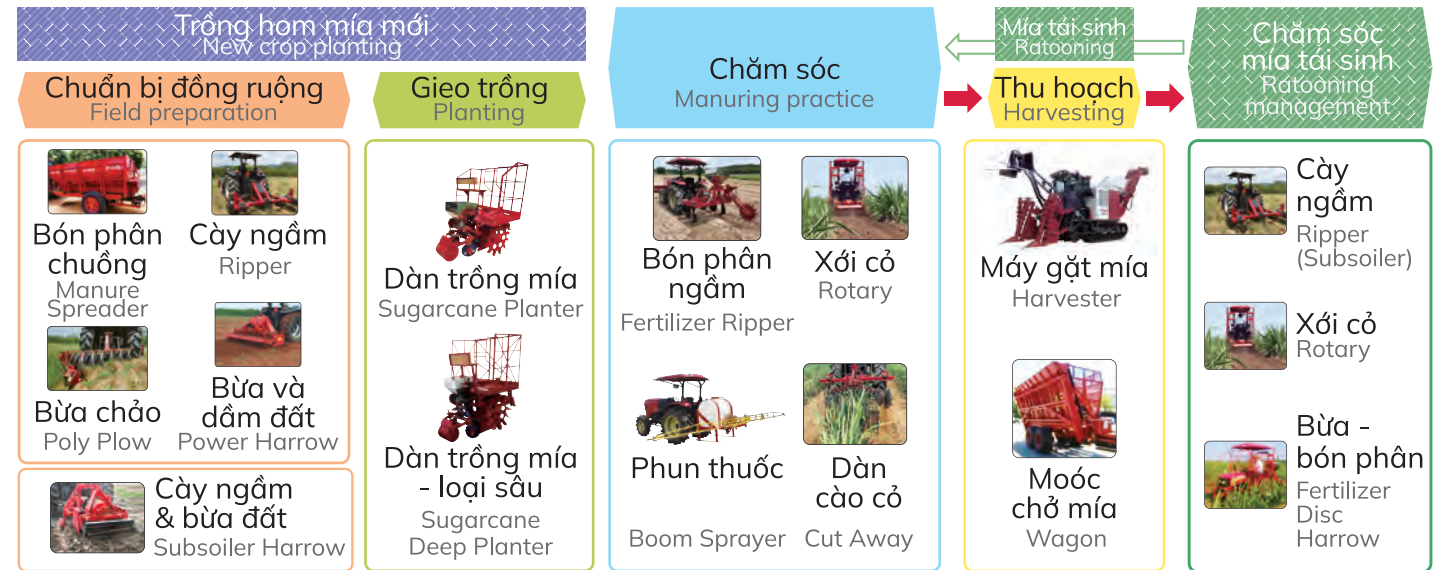 Trồng hom mía mới
New crop planting
Chuẩn bị đồng ruộng
Field preparation
Gieo trồng
Planting
Chăm sóc
Manuring practice
Mía tái sinh
Ratooning
Thu hoạch
Harvesting
Chăm sóc
mía tái sinh
Ratooning
management
Bón phân
chuồng
Manure
Spreader
Cày ngầm
Ripper
Bừa chảo
Poly Plow
Bừa và
dầm đất
Power Harrow
Cày ngầm
& bừa đất
Subsoiler Harrow
Dàn trồng mía
Sugarcane Planter
Dàn trồng mía
- loại sâu
Sugarcane
Deep Planter
Bón phân
ngầm
Fertilizer Ripper
Xới cỏ
Rotary
Phun thuốc
Boom Sprayer
Dàn
cào cỏ
Cut Away
Máy gặt mía
Harvester
Moóc
chở mía
Wagon
Cày
ngầm
Ripper
(Subsoiler)
Xới cỏ
Rotary
Bừa -
bón phân
Fertilizer
Disc
Harrow